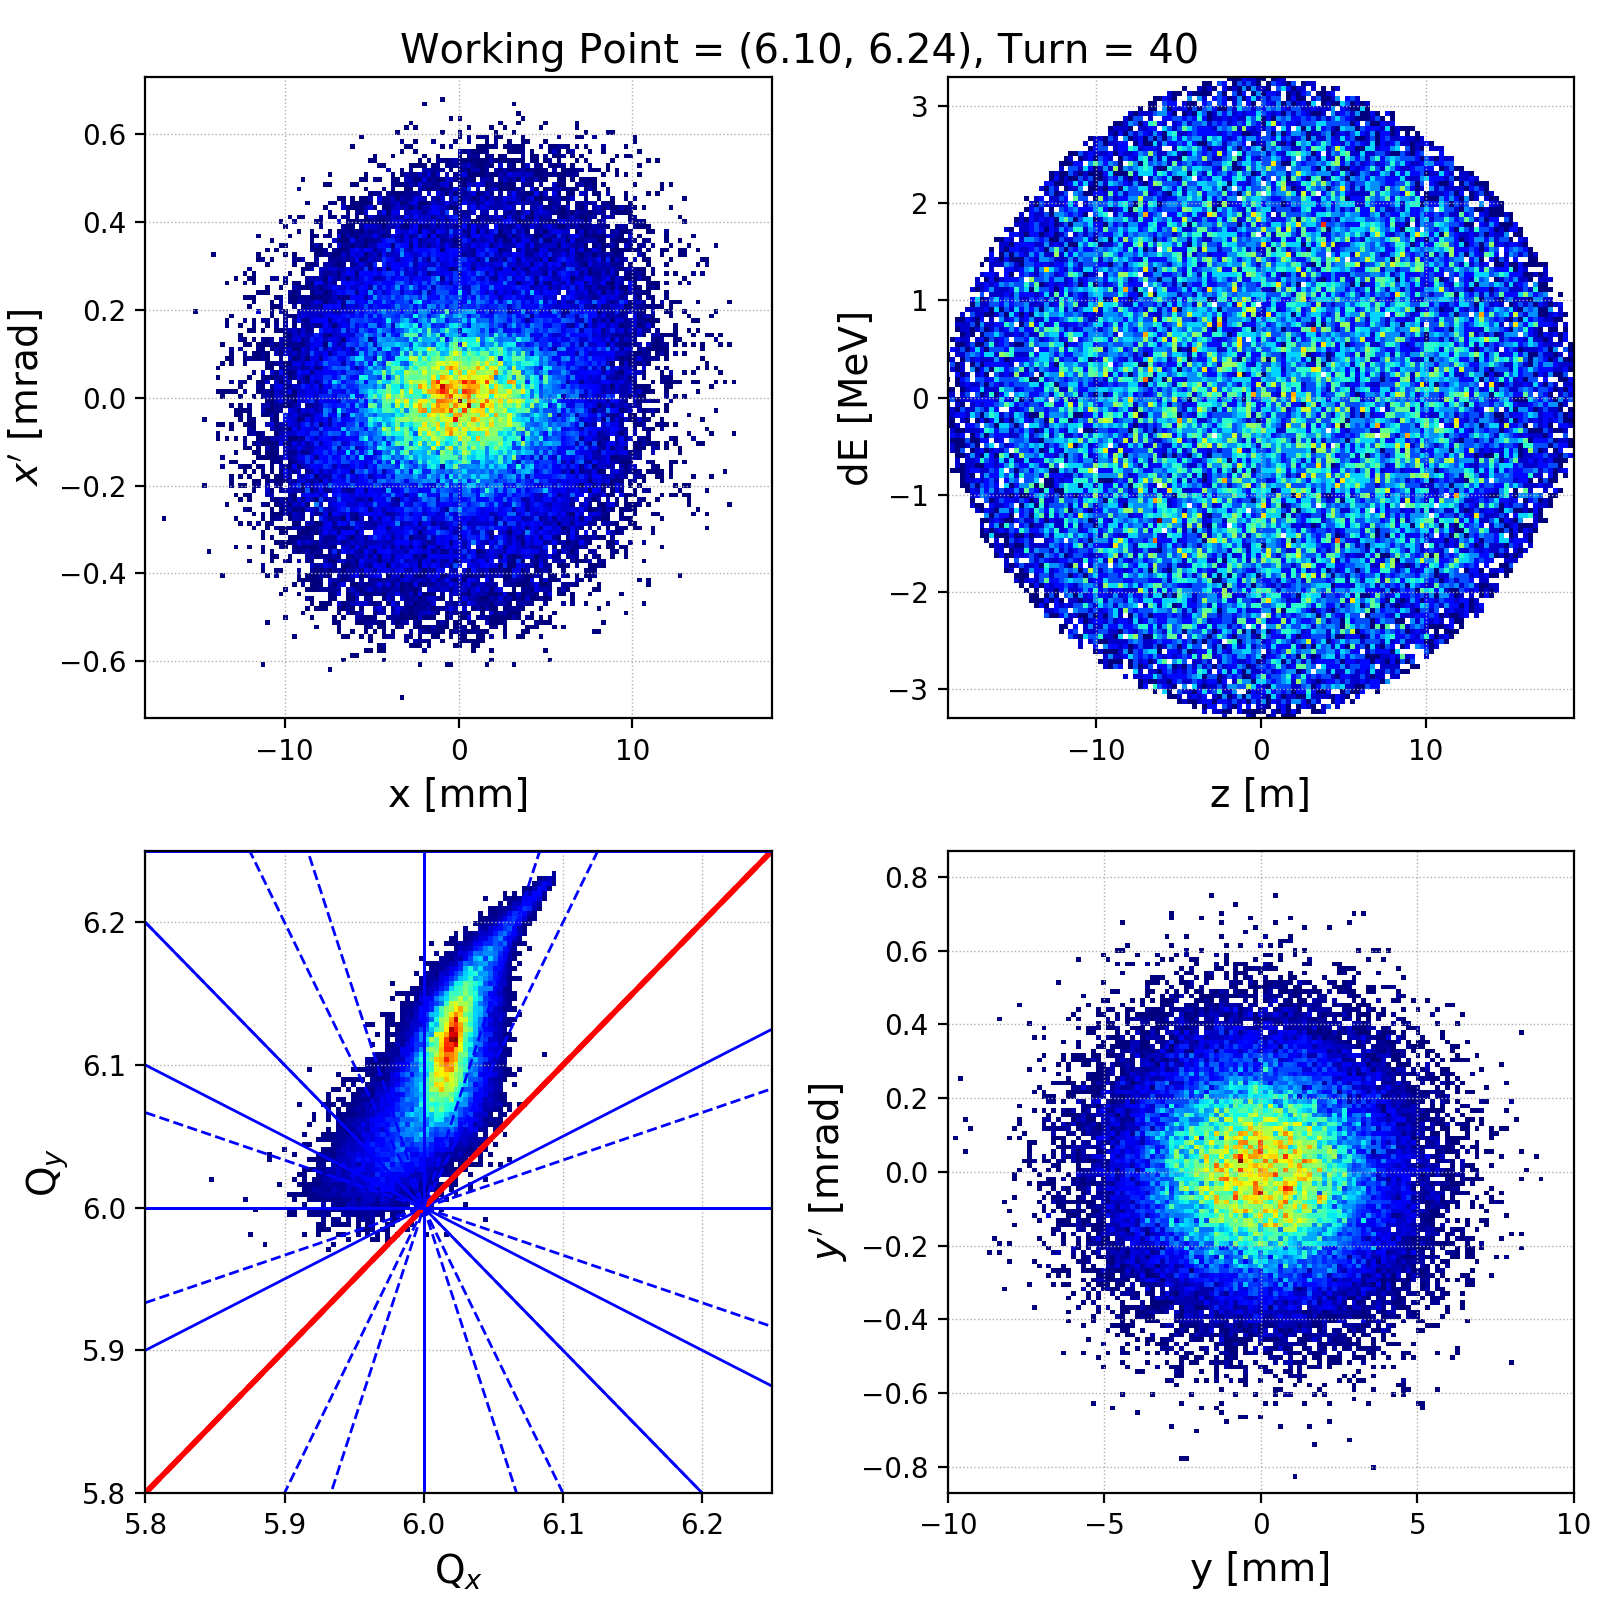 Working Point = (6.10, 6.24), Turn = 40
0.6
0.4
0.2
0.0
−0.2
−0.4
−0.6
x′ [mrad]
−10 0 10
x [mm]
3
2
1
0
−1
−2
−3
dE [MeV]
−10 0 10
z [m]
6.2
6.1
6.0
5.9
5.8
Qy
5.8 5.9 6.0 6.1 6.2
Qx
0.8
0.6
0.4
0.2
0.0
−0.2
−0.4
−0.6
−0.8
y′ [mrad]
−10 −5 0 5 10
y [mm]